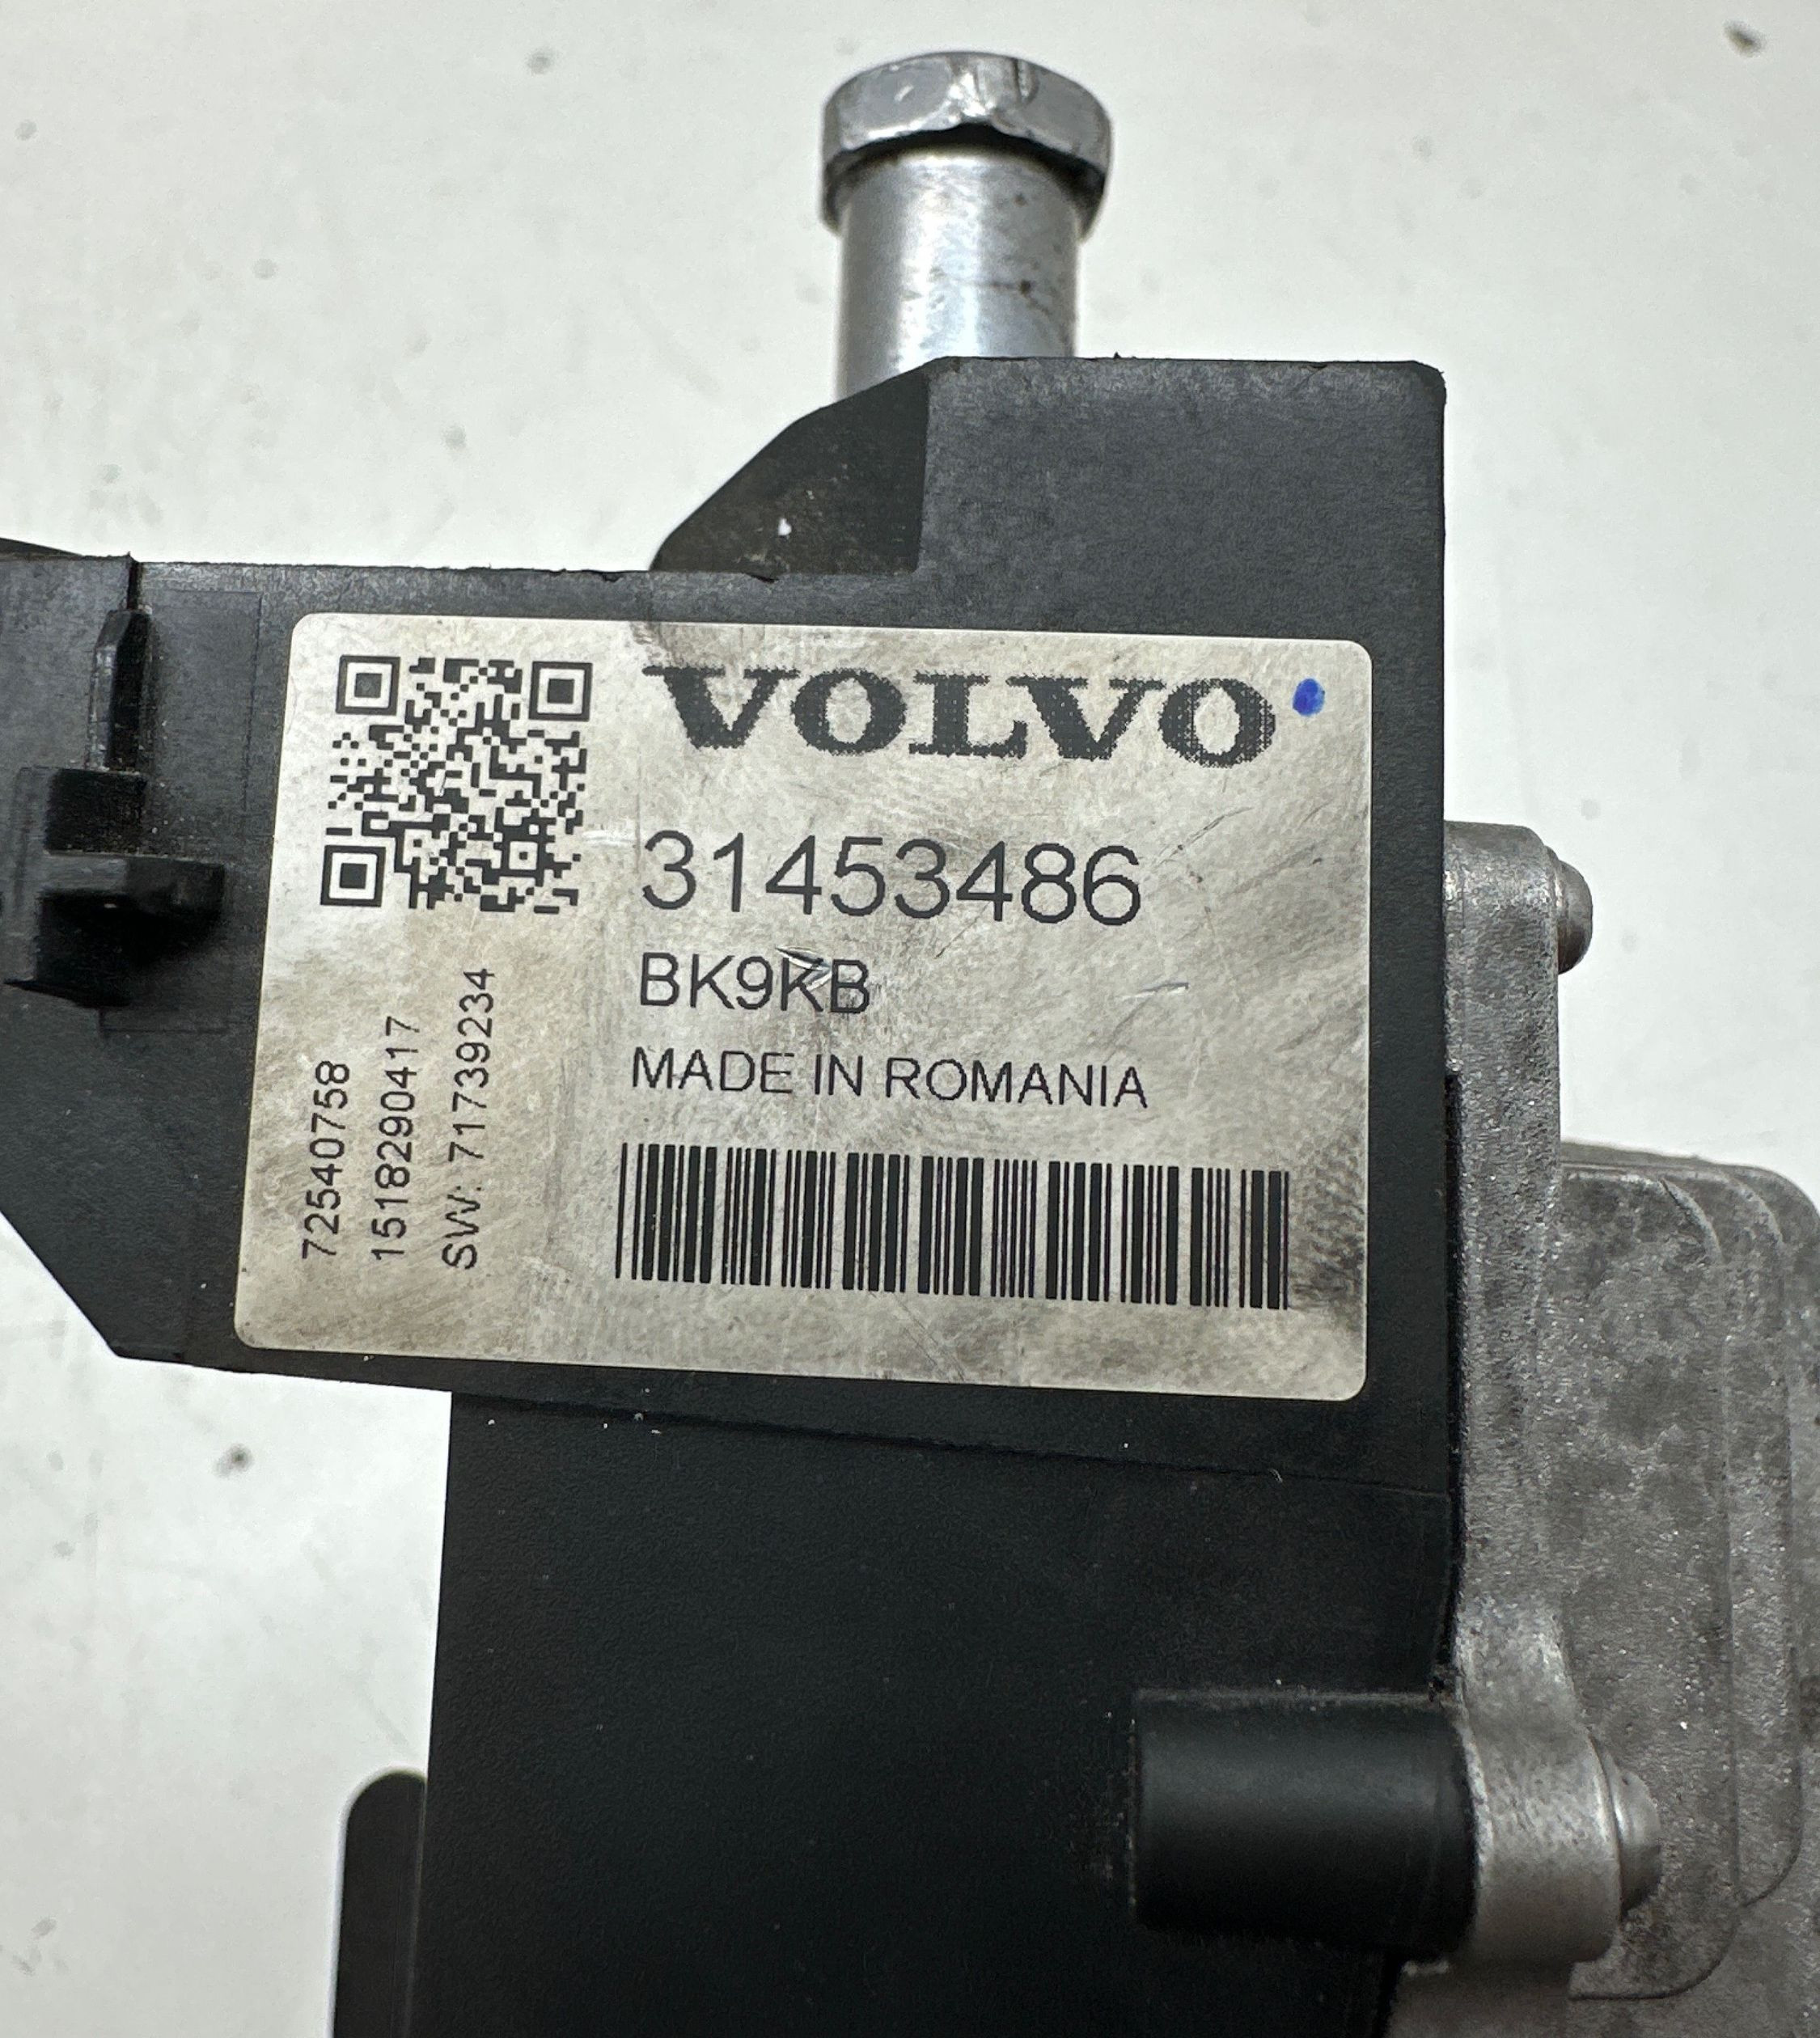 VOLVO
31453486
BK9KB
MADE IN ROMANIA
72540758
1518290417
SW: 71739234